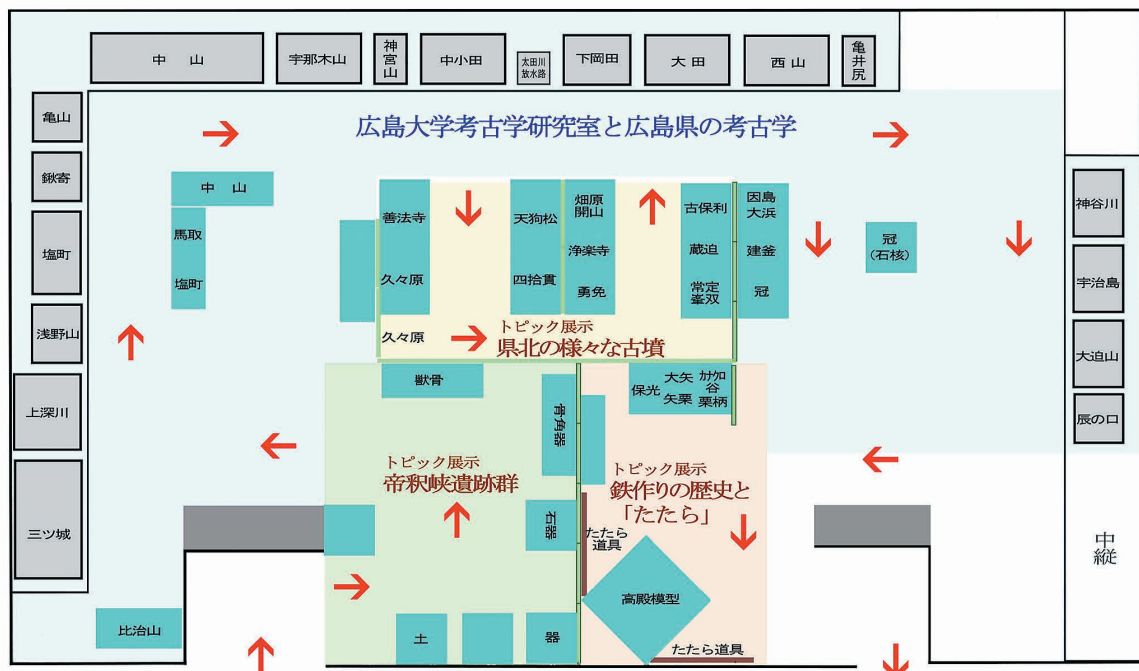 中 山
宇那木山
神宮山
中小田
太田川
放水路
下岡田
大田
西山
亀井尻
亀山
鍬寄
塩町
浅野山
上深川
三ツ城
比治山
広島大学考古学研究室と広島県の考古学
中 山
馬取
塩町
善法寺
久々原
久々原
天狗松
四拾貫
畑原
開山
浄楽寺
勇免
古保利
蔵迫
常定
峯双
因島
大浜
建釜
冠
冠
(石核)
神谷川
宇治島
大迫山
辰の口
中縦
トピック展示
県北の様々な古墳
獣骨
骨角器
石器
トピック展示
帝釈峡遺跡群
土
器
保光
大矢
矢栗
カナクロ谷
栗柄
トピック展示
鉄作りの歴史と
「たたら」
たたら
道具
高殿模型
たたら道具